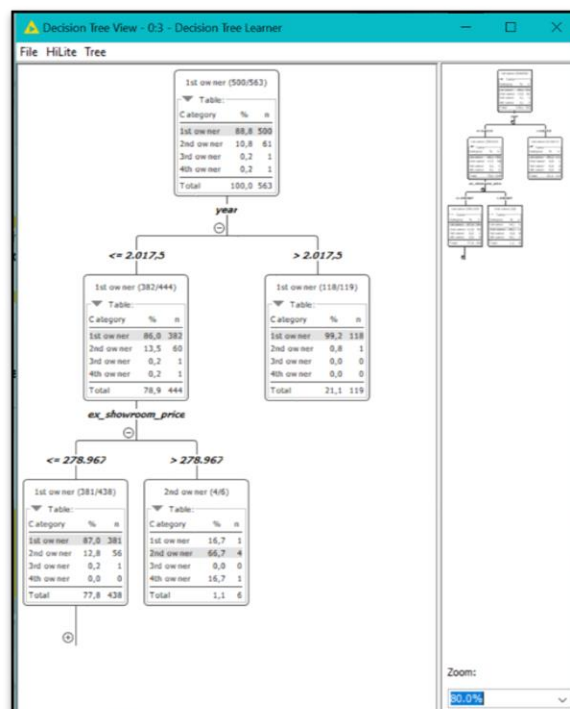 Decision Tree View - 0:3 - Decision Tree Learner
File HiLite Tree
1st owner (500/563)
Table:
Category % n
1st owner 88,8 500
2nd owner 10,8 61
3rd owner 0,2 1
4th owner 0,2 1
Total 100,0 563
year
<= 2.017,5
> 2.017,5
1st owner (382/444)
Table:
Category % n
1st owner 86,0 382
2nd owner 13,5 60
3rd owner 0,2 1
4th owner 0,2 1
Total 78,9 444
1st owner (118/119)
Table:
Category % n
1st owner 99,2 118
2nd owner 0,8 1
3rd owner 0,0 0
4th owner 0,0 0
Total 21,1 119
ex_showroom_price
<= 278.967
> 278.967
1st owner (381/438)
Table:
Category % n
1st owner 87,0 381
2nd owner 12,8 56
3rd owner 0,2 1
4th owner 0,0 0
Total 77,8 438
2nd owner (4/6)
Table:
Category % n
1st owner 16,7 1
2nd owner 66,7 4
3rd owner 0,0 0
4th owner 16,7 1
Total 1,1 6
Zoom:
80.0%